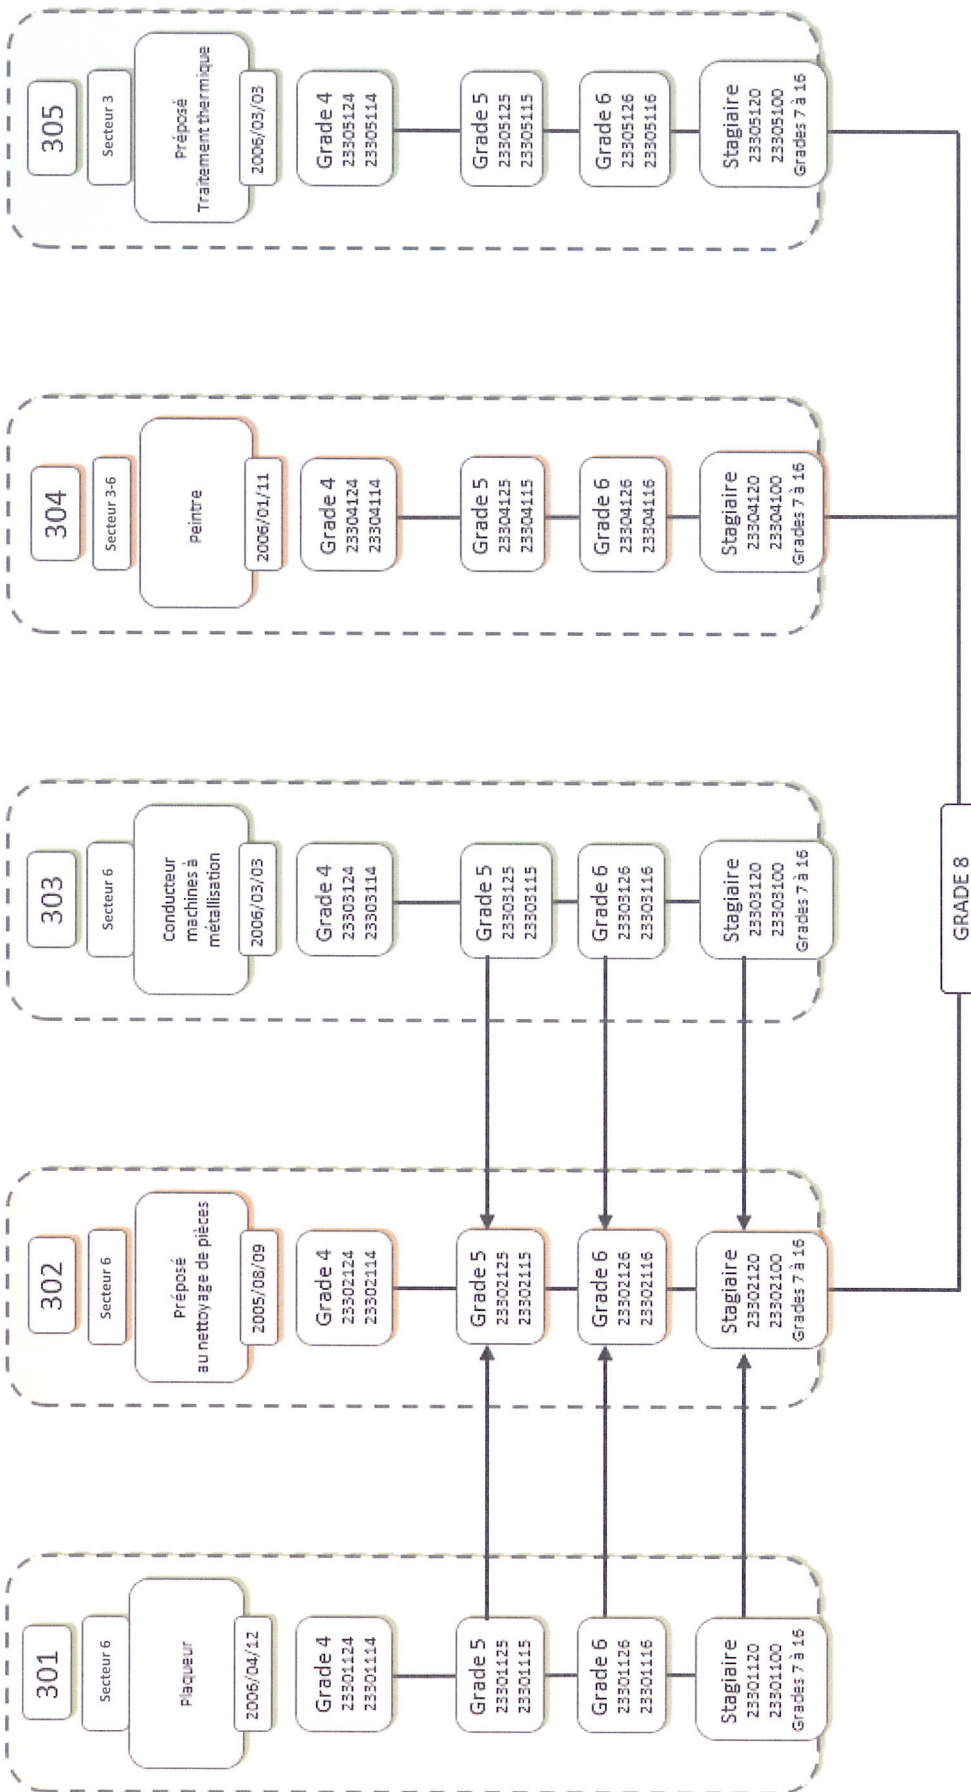 301
Secteur 6
Plaqueur
2006/04/12
Grade 4
23301124
23301114
Grade 5
23301125
23301115
Grade 6
23301126
23301116
Stagiaire
23301120
23301100
Grades 7 à 16
302
Secteur 6
Préposé
au nettoyage de pièces
2005/08/09
Grade 4
23302124
23302114
Grade 5
23302125
23302115
Grade 6
23302126
23302116
Stagiaire
23302120
23302100
Grades 7 à 16
303
Secteur 6
Conducteur
machines à
métallisation
2006/03/03
Grade 4
23303124
23303114
Grade 5
23303125
23303115
Grade 6
23303126
23303116
Stagiaire
23303120
23303100
Grades 7 à 16
304
Secteur 3-6
Peintre
2006/01/11
Grade 4
23304124
23304114
Grade 5
23304125
23304115
Grade 6
23304126
23304116
Stagiaire
23304120
23304100
Grades 7 à 16
305
Secteur 3
Préposé
Traitement thermique
2006/03/03
Grade 4
23305124
23305114
Grade 5
23305125
23305115
Grade 6
23305126
23305116
Stagiaire
23305120
23305100
Grades 7 à 16
GRADE 8